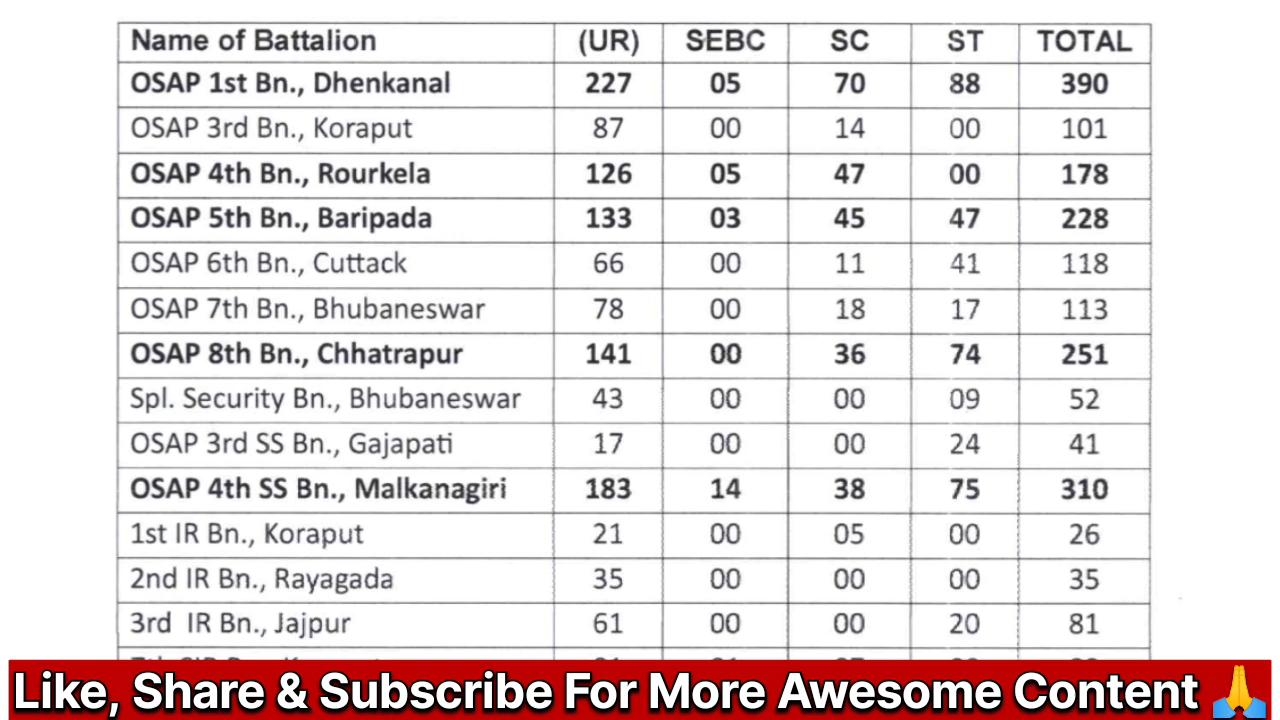 Name of Battalion (UR) SEBC SC ST TOTAL
OSAP 1st Bn., Dhenkanal 227 05 70 88 390
OSAP 3rd Bn., Koraput 87 00 14 00 101
OSAP 4th Bn., Rourkela 126 05 47 00 178
OSAP 5th Bn., Baripada 133 03 45 47 228
OSAP 6th Bn., Cuttack 66 00 11 41 118
OSAP 7th Bn., Bhubaneswar 78 00 18 17 113
OSAP 8th Bn., Chhatrapur 141 00 36 74 251
Spl. Security Bn., Bhubaneswar 43 00 00 09 52
OSAP 3rd SS Bn., Gajapati 17 00 00 24 41
OSAP 4th SS Bn., Malkanagiri 183 14 38 75 310
1st IR Bn., Koraput 21 00 05 00 26
2nd IR Bn., Rayagada 35 00 00 00 35
3rd IR Bn., Jajpur 61 00 00 20 81
Like, Share & Subscribe For More Awesome Content 🙏